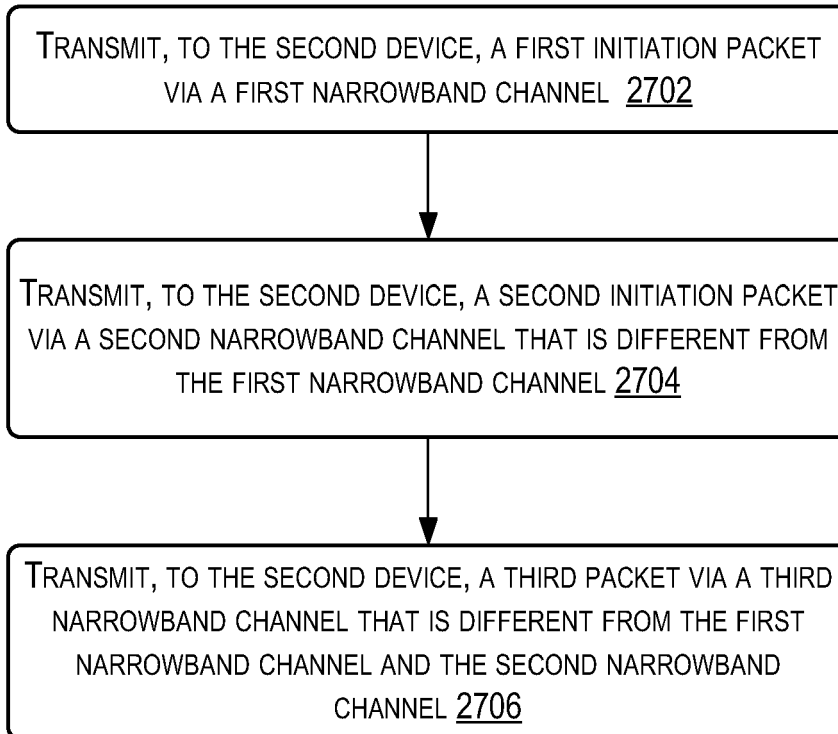 TRANSMIT, TO THE SECOND DEVICE, A FIRST INITIATION PACKET
VIA A FIRST NARROWBAND CHANNEL 2702
TRANSMIT, TO THE SECOND DEVICE, A SECOND INITIATION PACKET
VIA A SECOND NARROWBAND CHANNEL THAT IS DIFFERENT FROM
THE FIRST NARROWBAND CHANNEL 2704
TRANSMIT, TO THE SECOND DEVICE, A THIRD PACKET VIA A THIRD
NARROWBAND CHANNEL THAT IS DIFFERENT FROM THE FIRST
NARROWBAND CHANNEL AND THE SECOND NARROWBAND
CHANNEL 2706